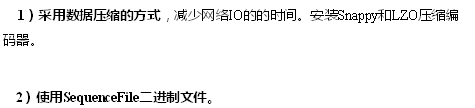 1）采用数据压缩的方式，减少网络IO的的时间。安装Snappy和LZO压缩编
码器。
2）使用SequenceFile二进制文件。